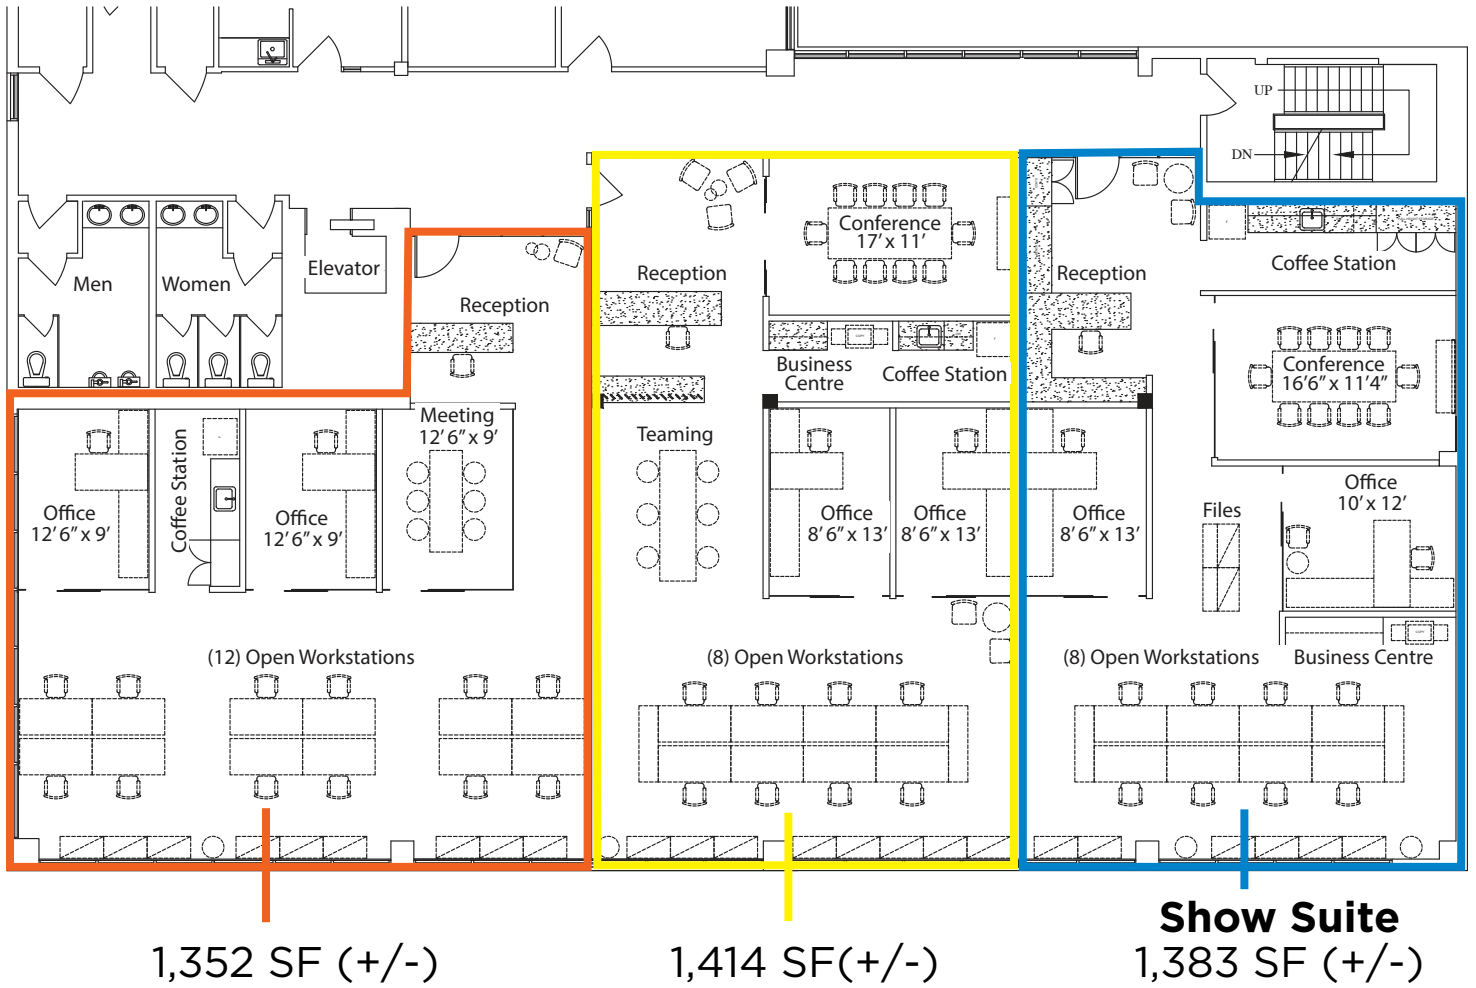 UP
DN
Men
Women
Elevator
Reception
Meeting
12' 6" x 9'
Office
12' 6" x 9'
Coffee Station
Office
12' 6" x 9'
(12) Open Workstations
1,352 SF (+/-)
Reception
Conference
17' x 11'
Business
Centre
Coffee Station
Teaming
Office
8' 6" x 13'
Office
8' 6" x 13'
(8) Open Workstations
1,414 SF(+/-)
Reception
Coffee Station
Conference
16'6" x 11'4"
Office
8' 6" x 13'
Files
Office
10' x 12'
(8) Open Workstations
Business Centre
Show Suite
1,383 SF (+/-)